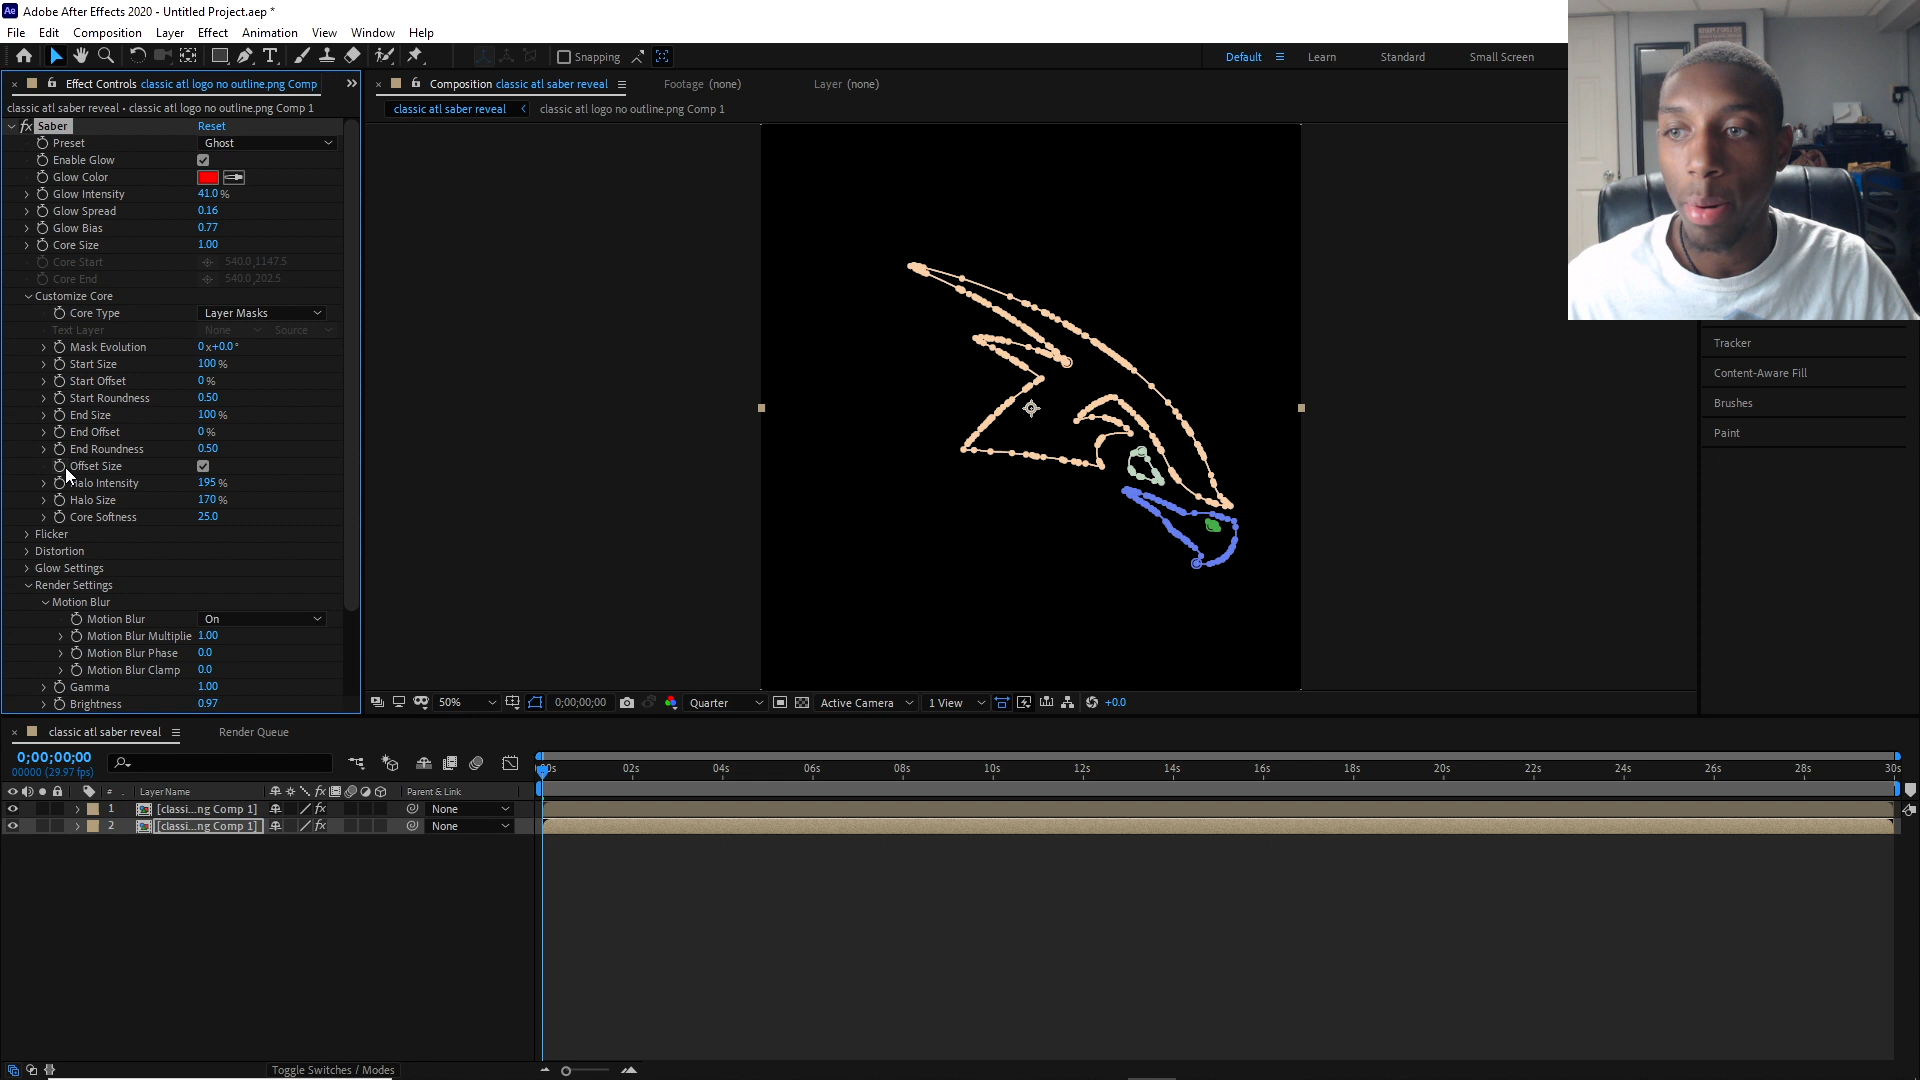 Adobe After Effects 2020 - Untitled Project.aep *
File Edit Composition Layer Effect Animation View Window Help
Snapping Default Learn Standard Small Screen
Effect Controls classic atl logo no outline.png Comp
Composition classic atl saber reveal
Footage (none)
Layer (none)
classic atl saber reveal • classic atl logo no outline.png Comp 1
classic atl saber reveal
classic atl logo no outline.png Comp 1
fx Saber Reset
Preset Ghost
Enable Glow
Glow Color
Glow Intensity 41.0 %
Glow Spread 0.16
Glow Bias 0.77
Core Size 1.00
Core Start 540.0,1147.5
Core End 540.0,202.5
Customize Core
Core Type Layer Masks
Text Layer None Source
Mask Evolution 0x+0.0°
Start Size 100 %
Start Offset 0 %
Start Roundness 0.50
End Size 100 %
End Offset 0 %
End Roundness 0.50
Offset Size
Halo Intensity 195 %
Halo Size 170 %
Core Softness 25.0
Flicker
Distortion
Glow Settings
Render Settings
Motion Blur
Motion Blur On
Motion Blur Multiplie 1.00
Motion Blur Phase 0.0
Motion Blur Clamp 0.0
Gamma 1.00
Brightness 0.97
Tracker
Content-Aware Fill
Brushes
Paint
50% 0;00;00;00 Quarter Active Camera 1 View +0.0
classic atl saber reveal Render Queue
0;00;00;00
00000 (29.97 fps)
00s 02s 04s 06s 08s 10s 12s 14s 16s 18s 20s 22s 24s 26s 28s 30s
# Layer Name fx Parent & Link
1 [classi...ng Comp 1] fx None
2 [classi...ng Comp 1] fx None
Toggle Switches / Modes